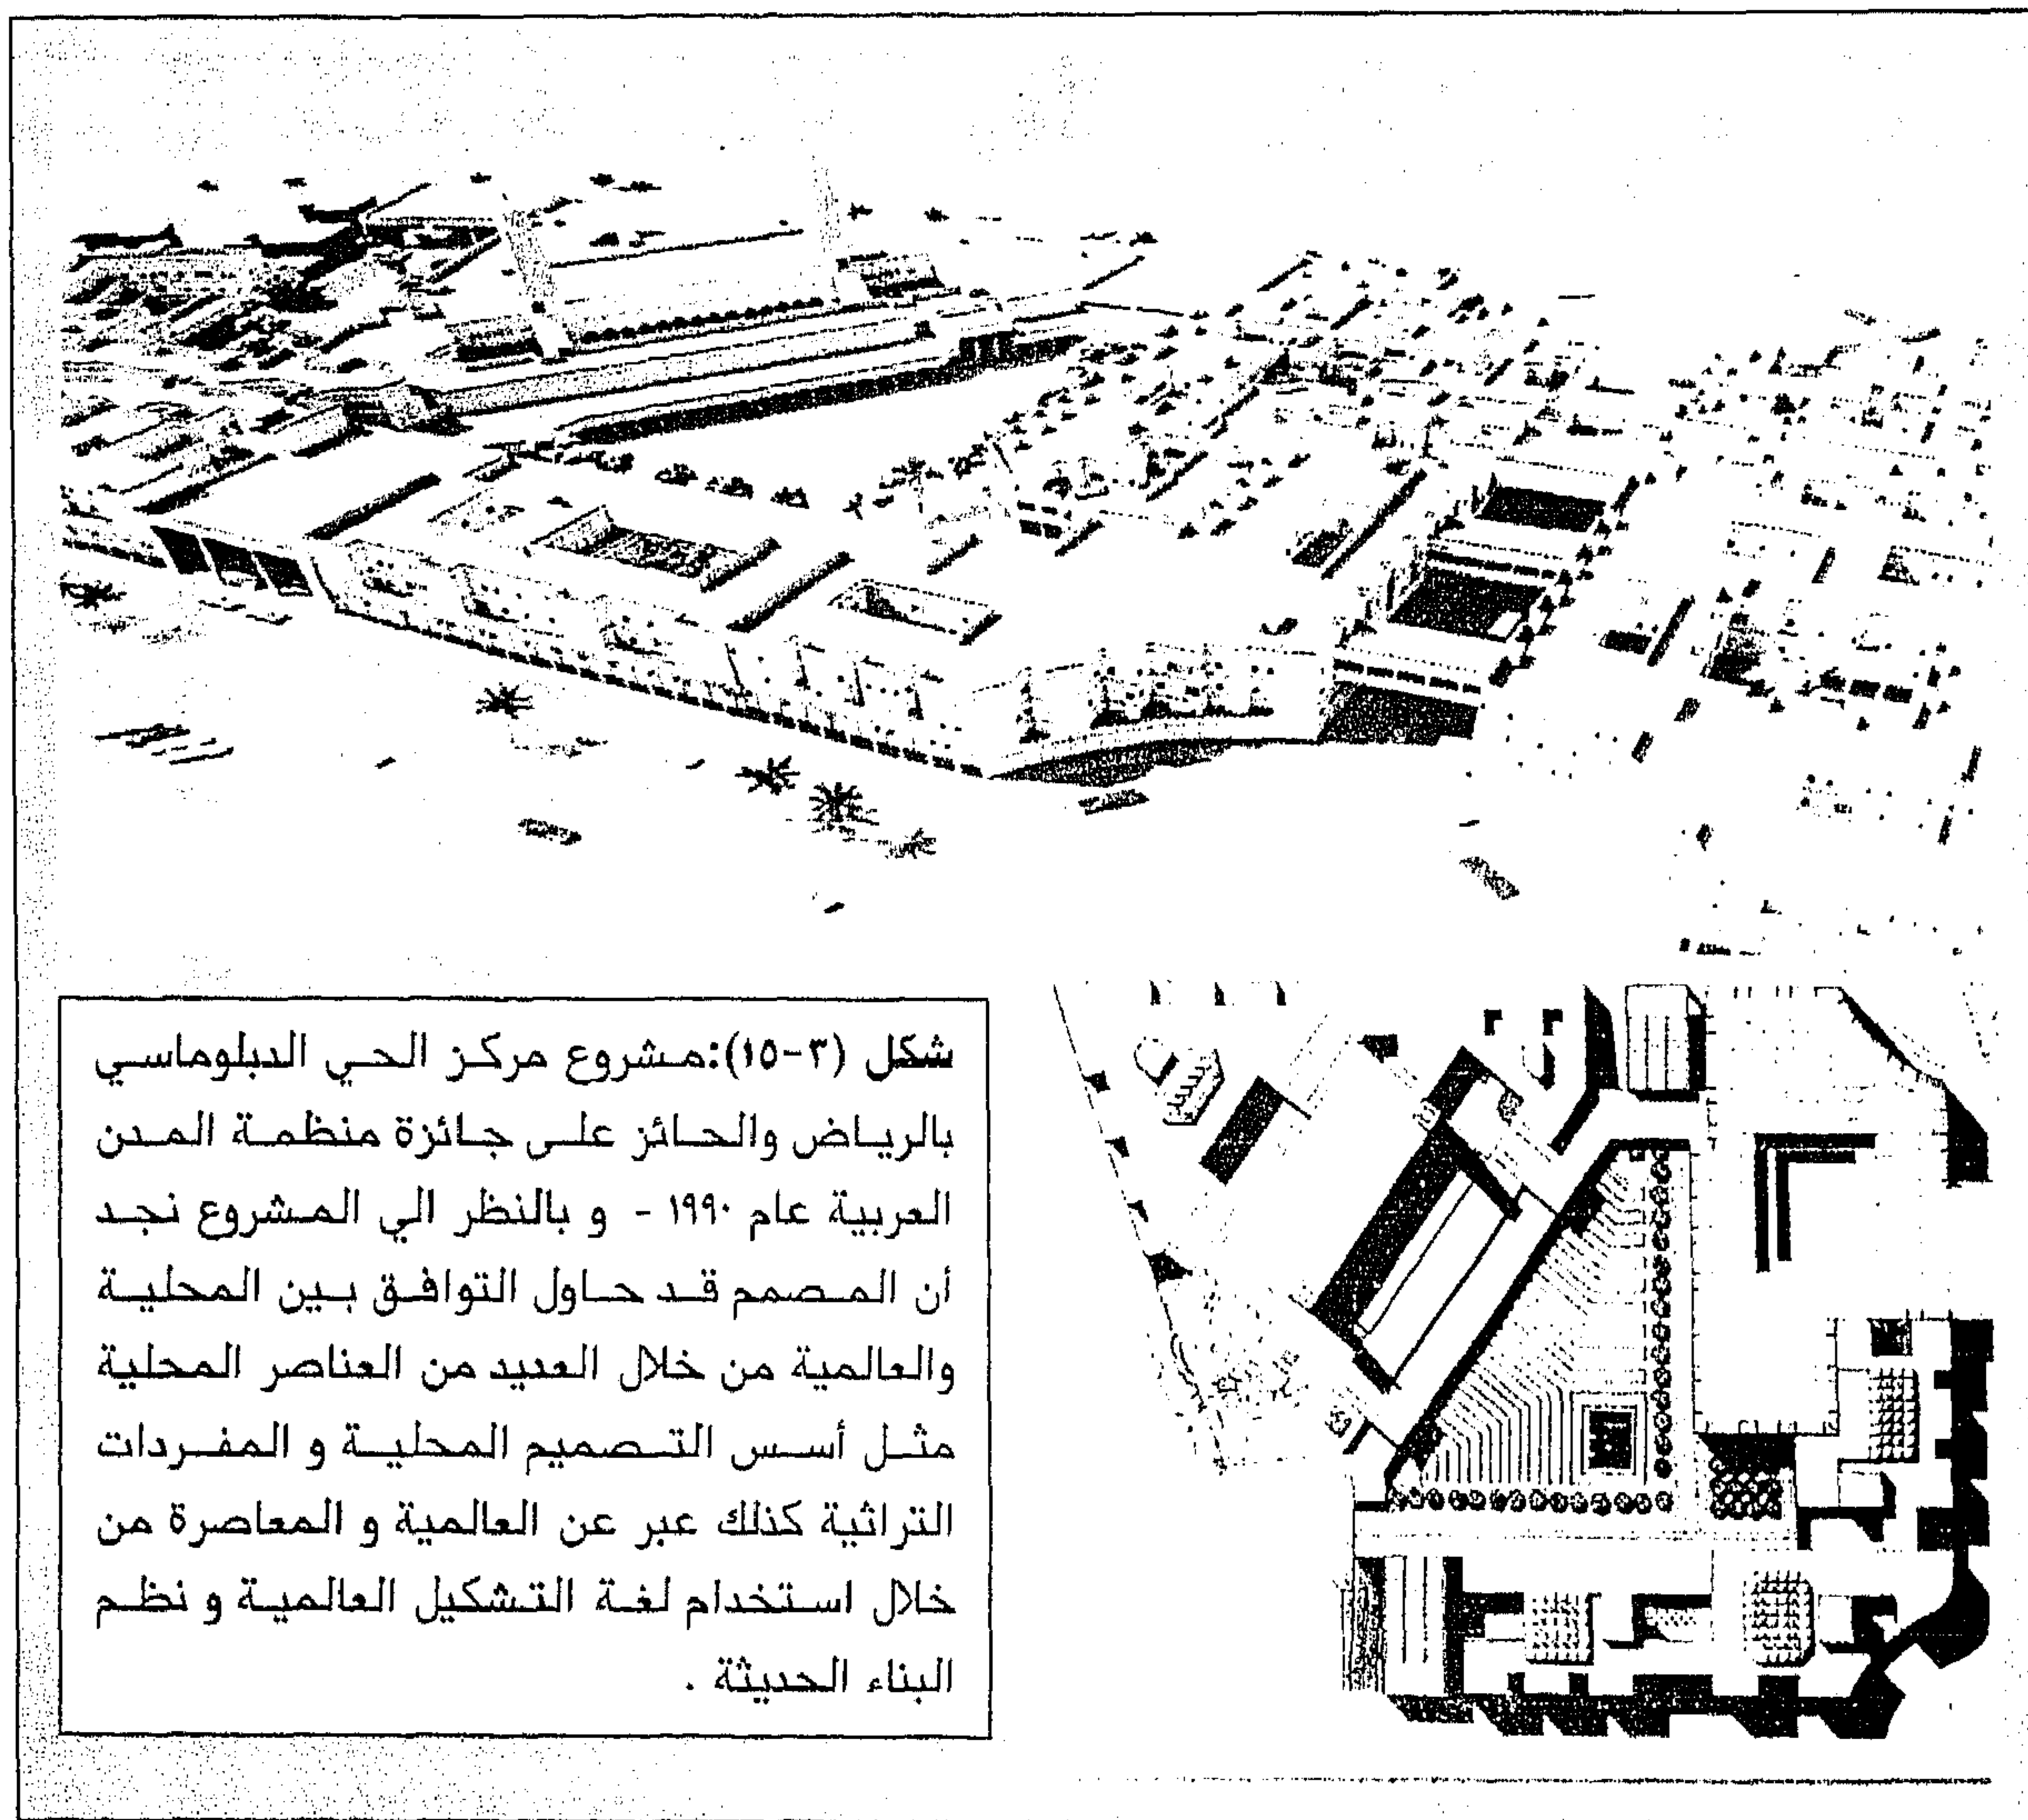 شكل (٣-١٥):مشروع مركز الحي الدبلوماسي
بالرياض والحائز على جائزة منظمة المدن
العربية عام ١٩٩٠ - و بالنظر الي المشروع نجد
أن المصمم قد حاول التوافق بين المحلية
والعالمية من خلال العديد من العناصر المحلية
مثل أسس التصميم المحلية و المفردات
التراثية كذلك عبر عن العالمية و المعاصرة من
خلال استخدام لغة التشكيل العالمية و نظم
البناء الحديثة .